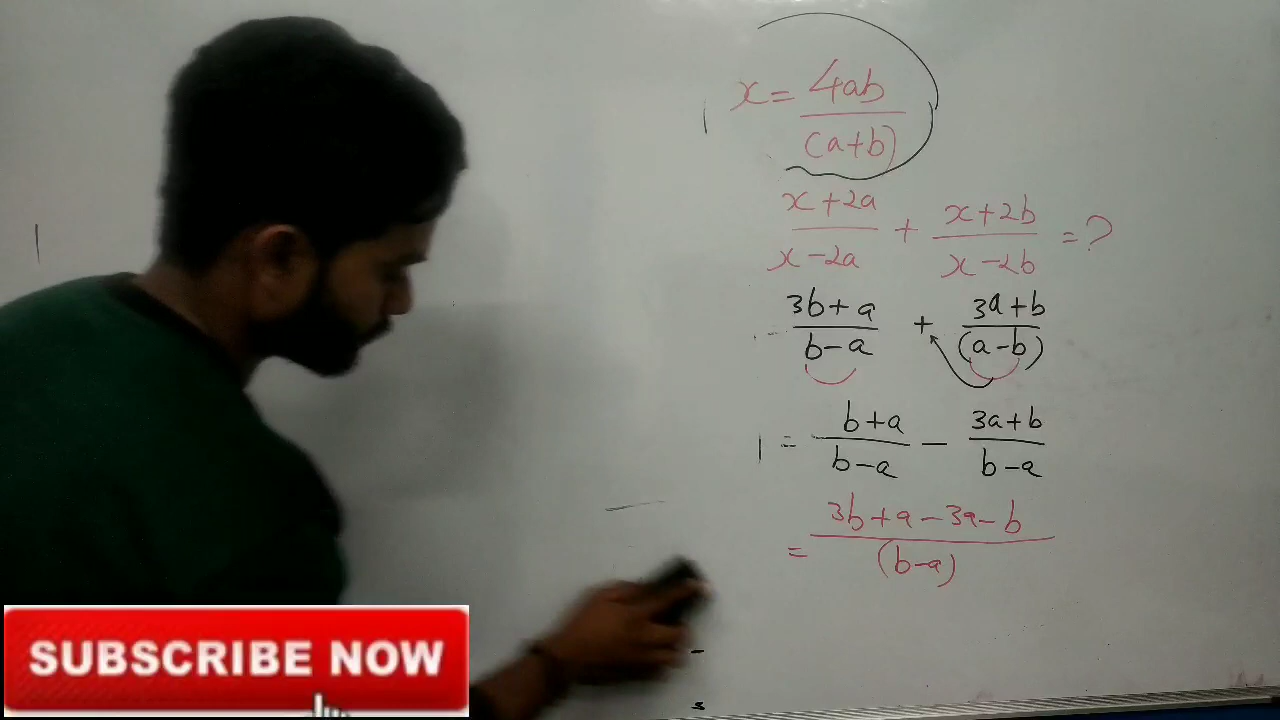 x = 4ab / (a+b)
x+2a / x-2a + x+2b / x-2b = ?
3b+a / b-a + 3a+b / (a-b)
= b+a / b-a - 3a+b / b-a
= 3b+a-3a-b / (b-a)
SUBSCRIBE NOW